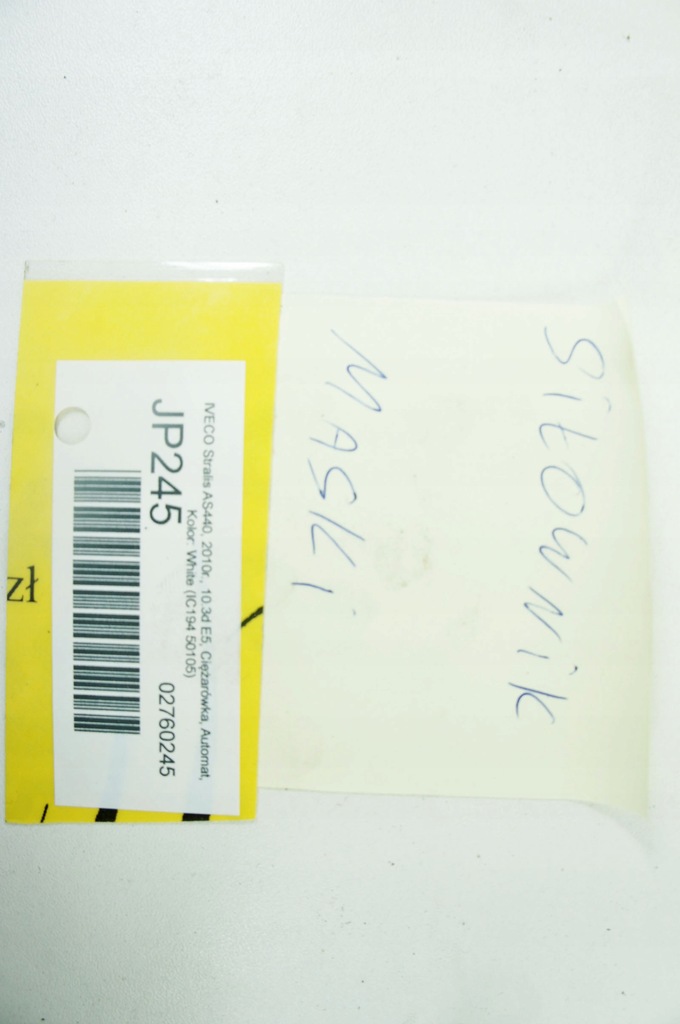 SIŁOWNIK
MASKI
IVECO Stralis AS440, 2010r., 10.3d E5, Ciężarówka, Automat,
Kolor: White (IC194 50105)
JP245
02760245
zł